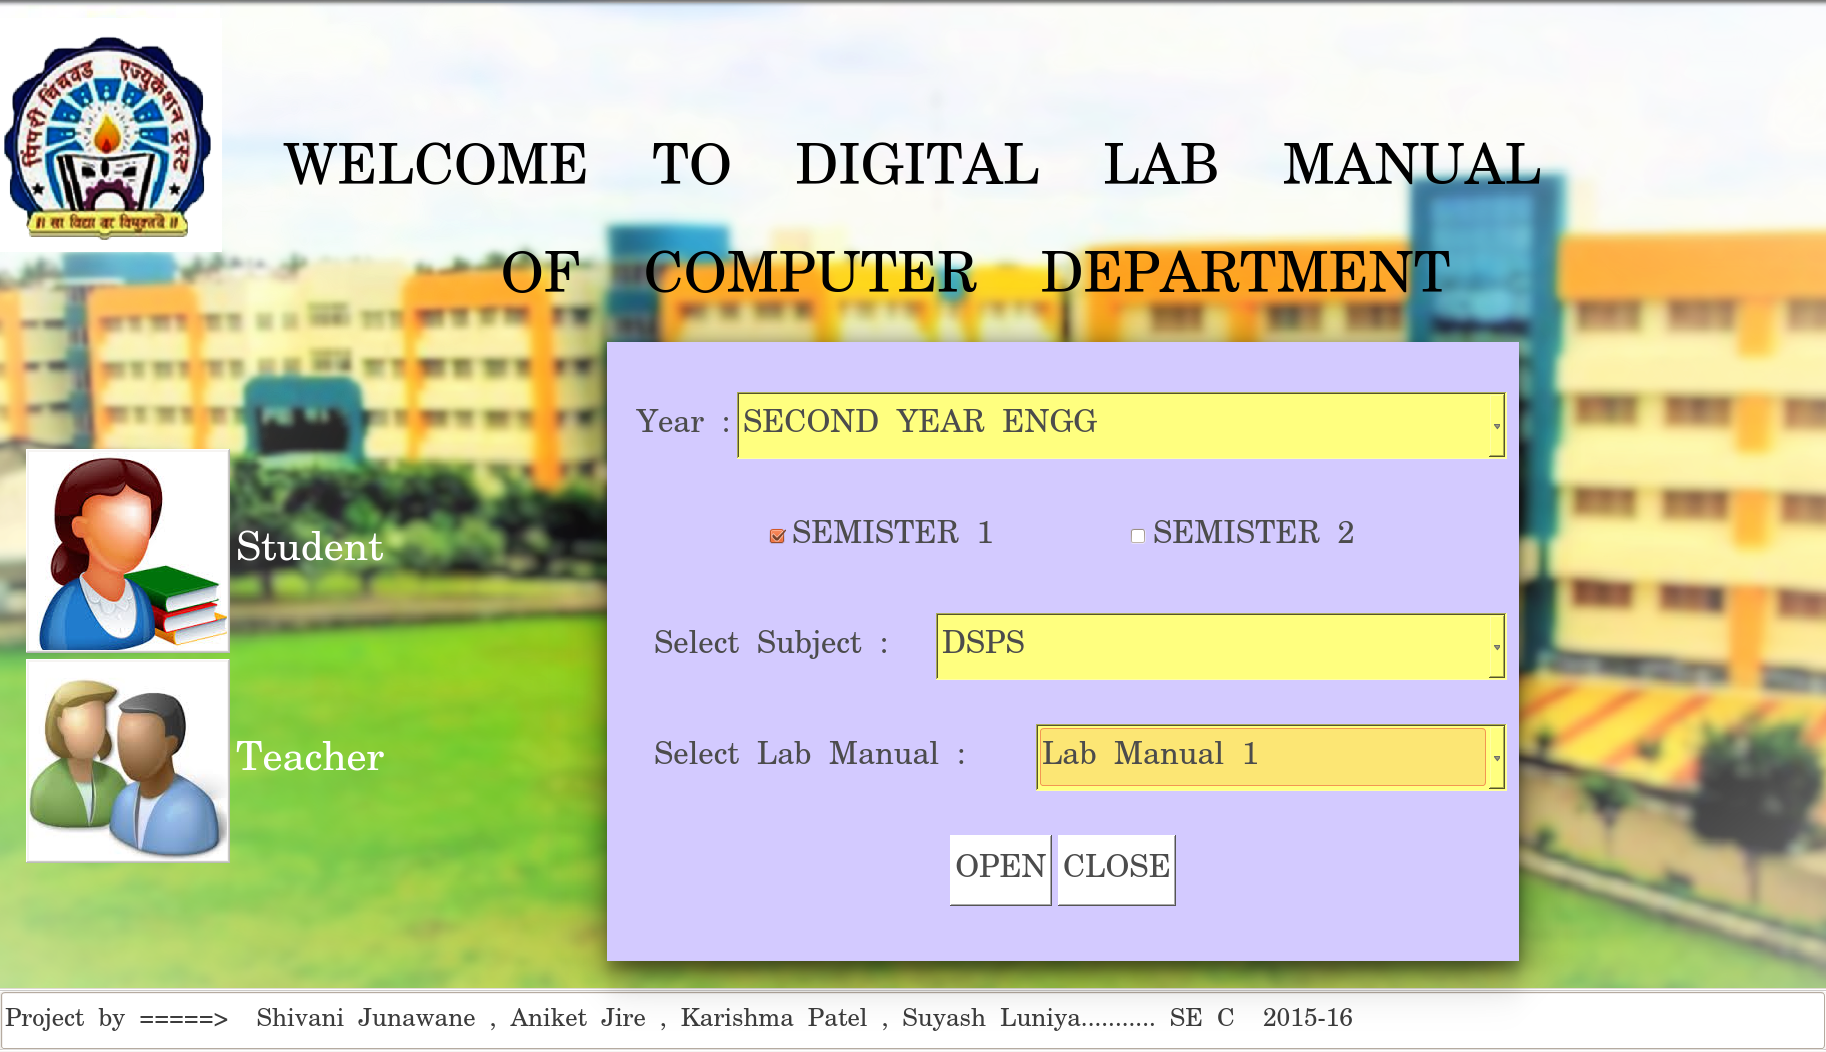 पिंपरी चिंचवड एज्युकेशन ट्रस्ट
WELCOME TO DIGITAL LAB MANUAL
OF COMPUTER DEPARTMENT
Year : SECOND YEAR ENGG
SEMISTER 1 SEMISTER 2
Select Subject : DSPS
Student
Select Lab Manual : Lab Manual 1
Teacher
OPEN CLOSE
Project by =====> Shivani Junawane , Aniket Jire , Karishma Patel , Suyash Luniya........... SE C 2015-16